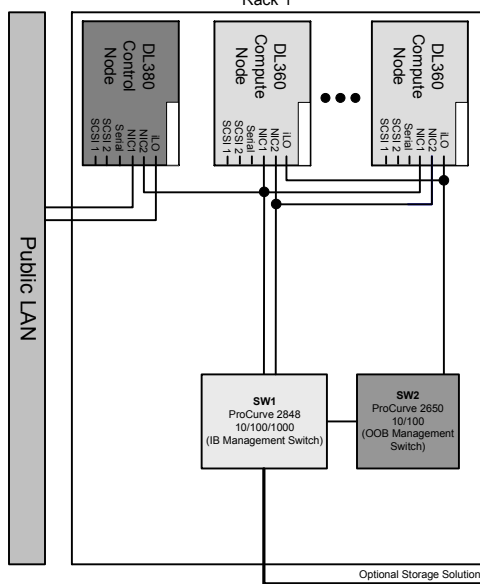 Rack 1
DL380
Control
Node
SCSI 1
SCSI 2
Serial
NIC1
NIC2
iLO
DL360
Compute
Node
SCSI 1
SCSI 2
Serial
NIC1
NIC2
iLO
DL360
Compute
Node
SCSI 1
SCSI 2
Serial
NIC1
NIC2
iLO
Public LAN
SW1
ProCurve 2848
10/100/1000
(IB Management Switch)
SW2
ProCurve 2650
10/100
(OOB Management
Switch)
Optional Storage Solution